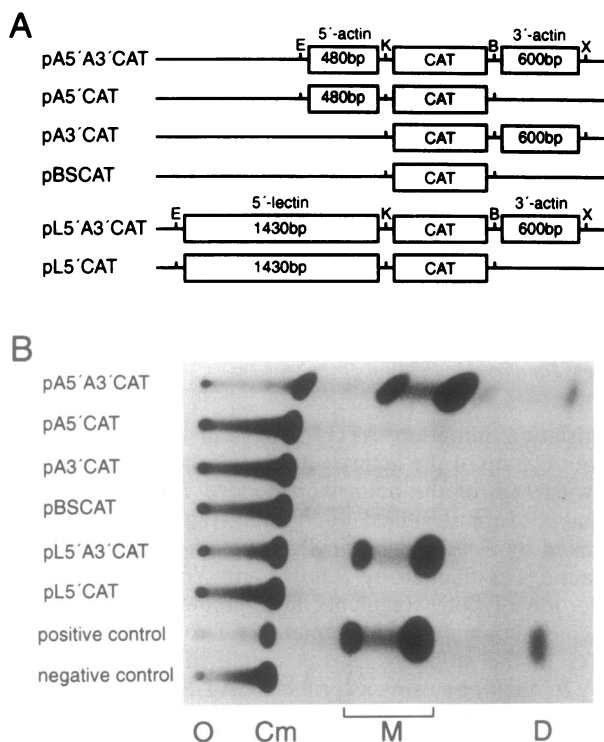 A
5´-actin 3´-actin
E K B X
pA5´A3´CAT 480bp CAT 600bp
pA5´CAT 480bp CAT
pA3´CAT CAT 600bp
pBSCAT CAT
5´-lectin 3´-actin
E K B X
pL5´A3´CAT 1430bp CAT 600bp
pL5´CAT 1430bp CAT
B
pA5´A3´CAT
pA5´CAT
pA3´CAT
pBSCAT
pL5´A3´CAT
pL5´CAT
positive control
negative control
O Cm M D